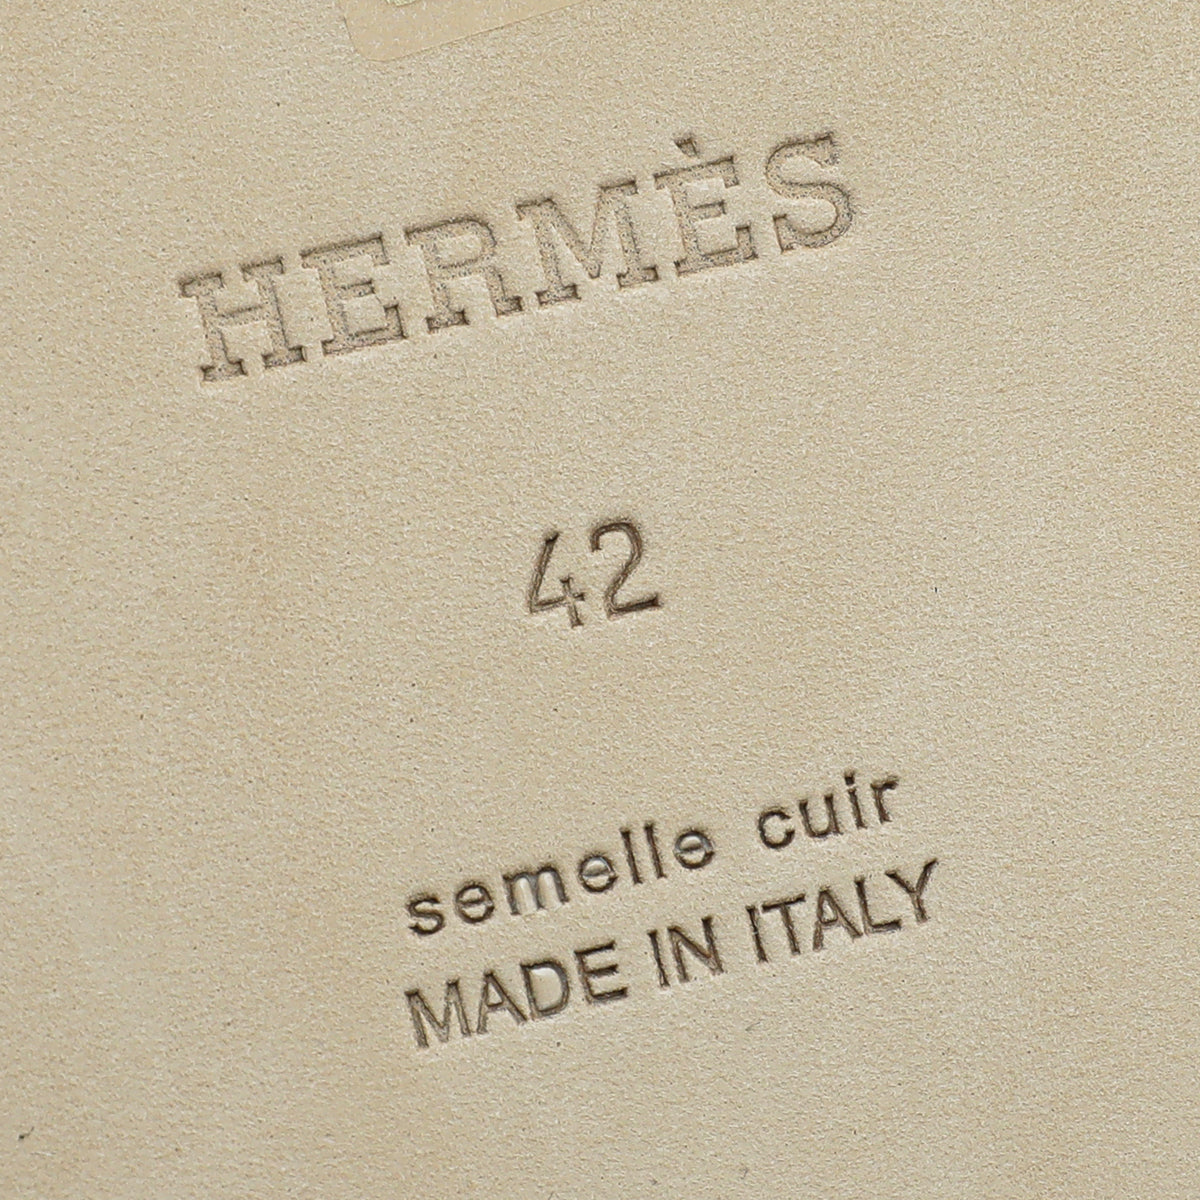 HERMÈS
42
semelle cuir
MADE IN ITALY